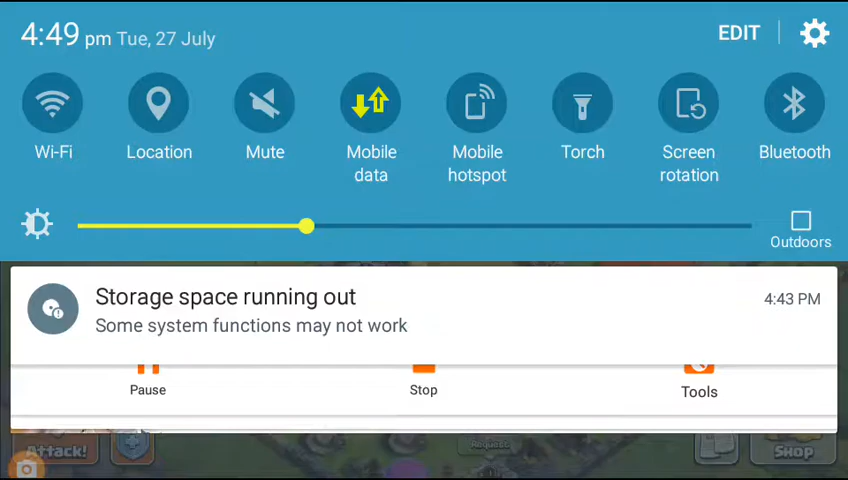 4:49 pm Tue, 27 July
EDIT
Wi-Fi
Location
Mute
Mobile data
Mobile hotspot
Torch
Screen rotation
Bluetooth
Outdoors
Storage space running out
4:43 PM
Some system functions may not work
Pause
Stop
Tools
Attack!
Request
Shop